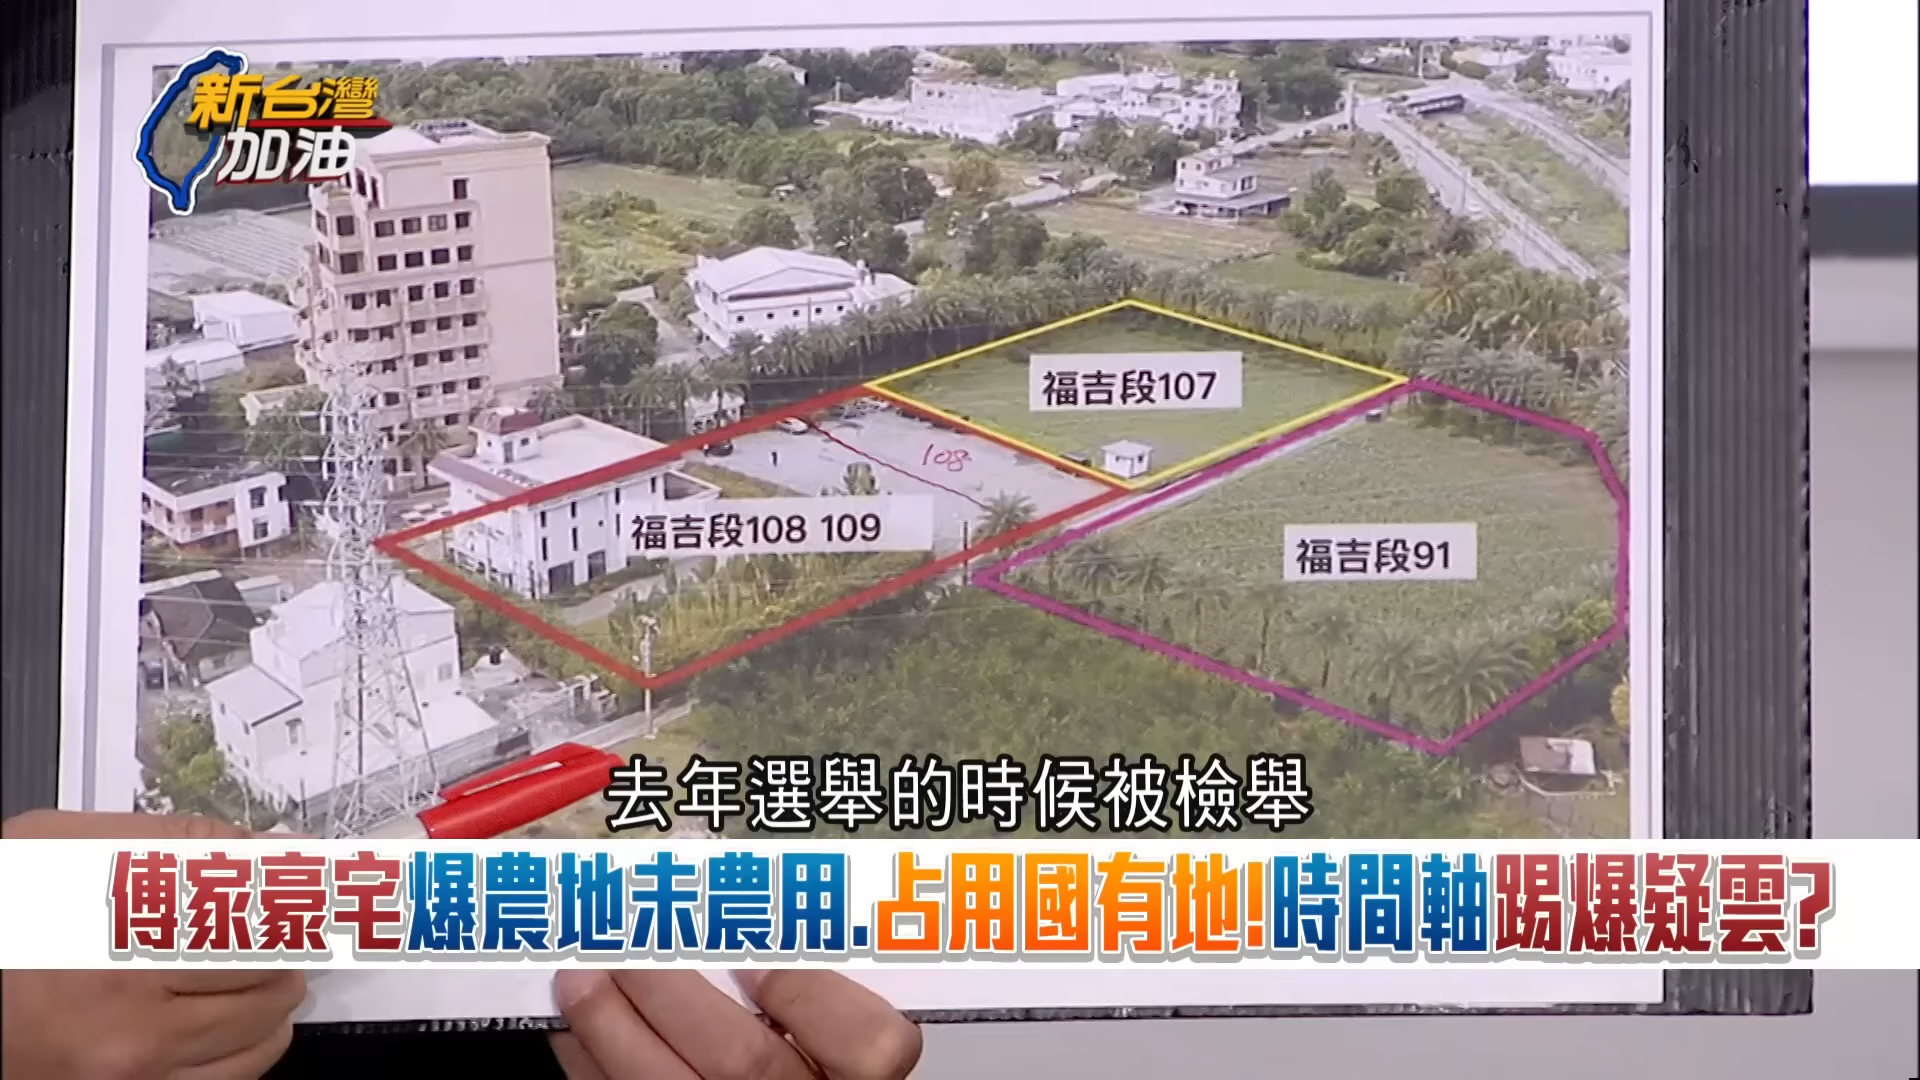 新台灣
加油
福吉段107
108
福吉段108 109
福吉段91
去年選舉的時候被檢舉
傅家豪宅爆農地未農用.占用國有地!時間軸踢爆疑雲?